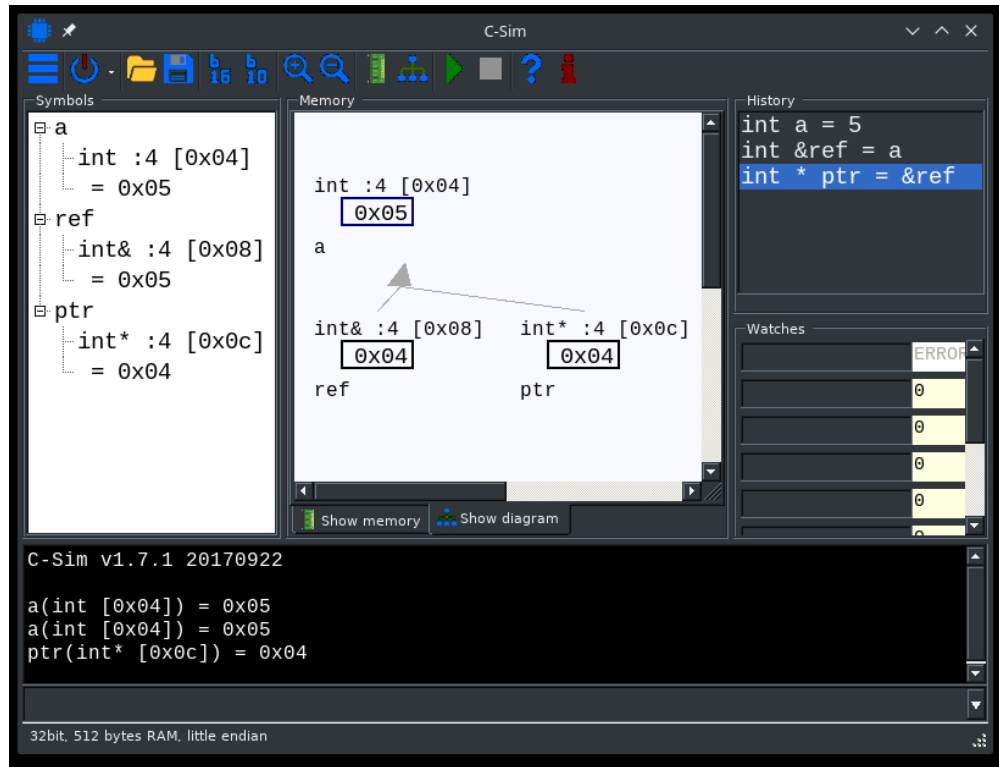 C-Sim
b 16
b 10
Symbols
a
int :4 [0x04]
= 0x05
ref
int& :4 [0x08]
= 0x05
ptr
int* :4 [0x0c]
= 0x04
Memory
int :4 [0x04]
0x05
a
int& :4 [0x08]
0x04
ref
int* :4 [0x0c]
0x04
ptr
Show memory
Show diagram
History
int a = 5
int &ref = a
int * ptr = &ref
Watches
ERROR
0
0
0
0
C-Sim v1.7.1 20170922
a(int [0x04]) = 0x05
a(int [0x04]) = 0x05
ptr(int* [0x0c]) = 0x04
32bit, 512 bytes RAM, little endian